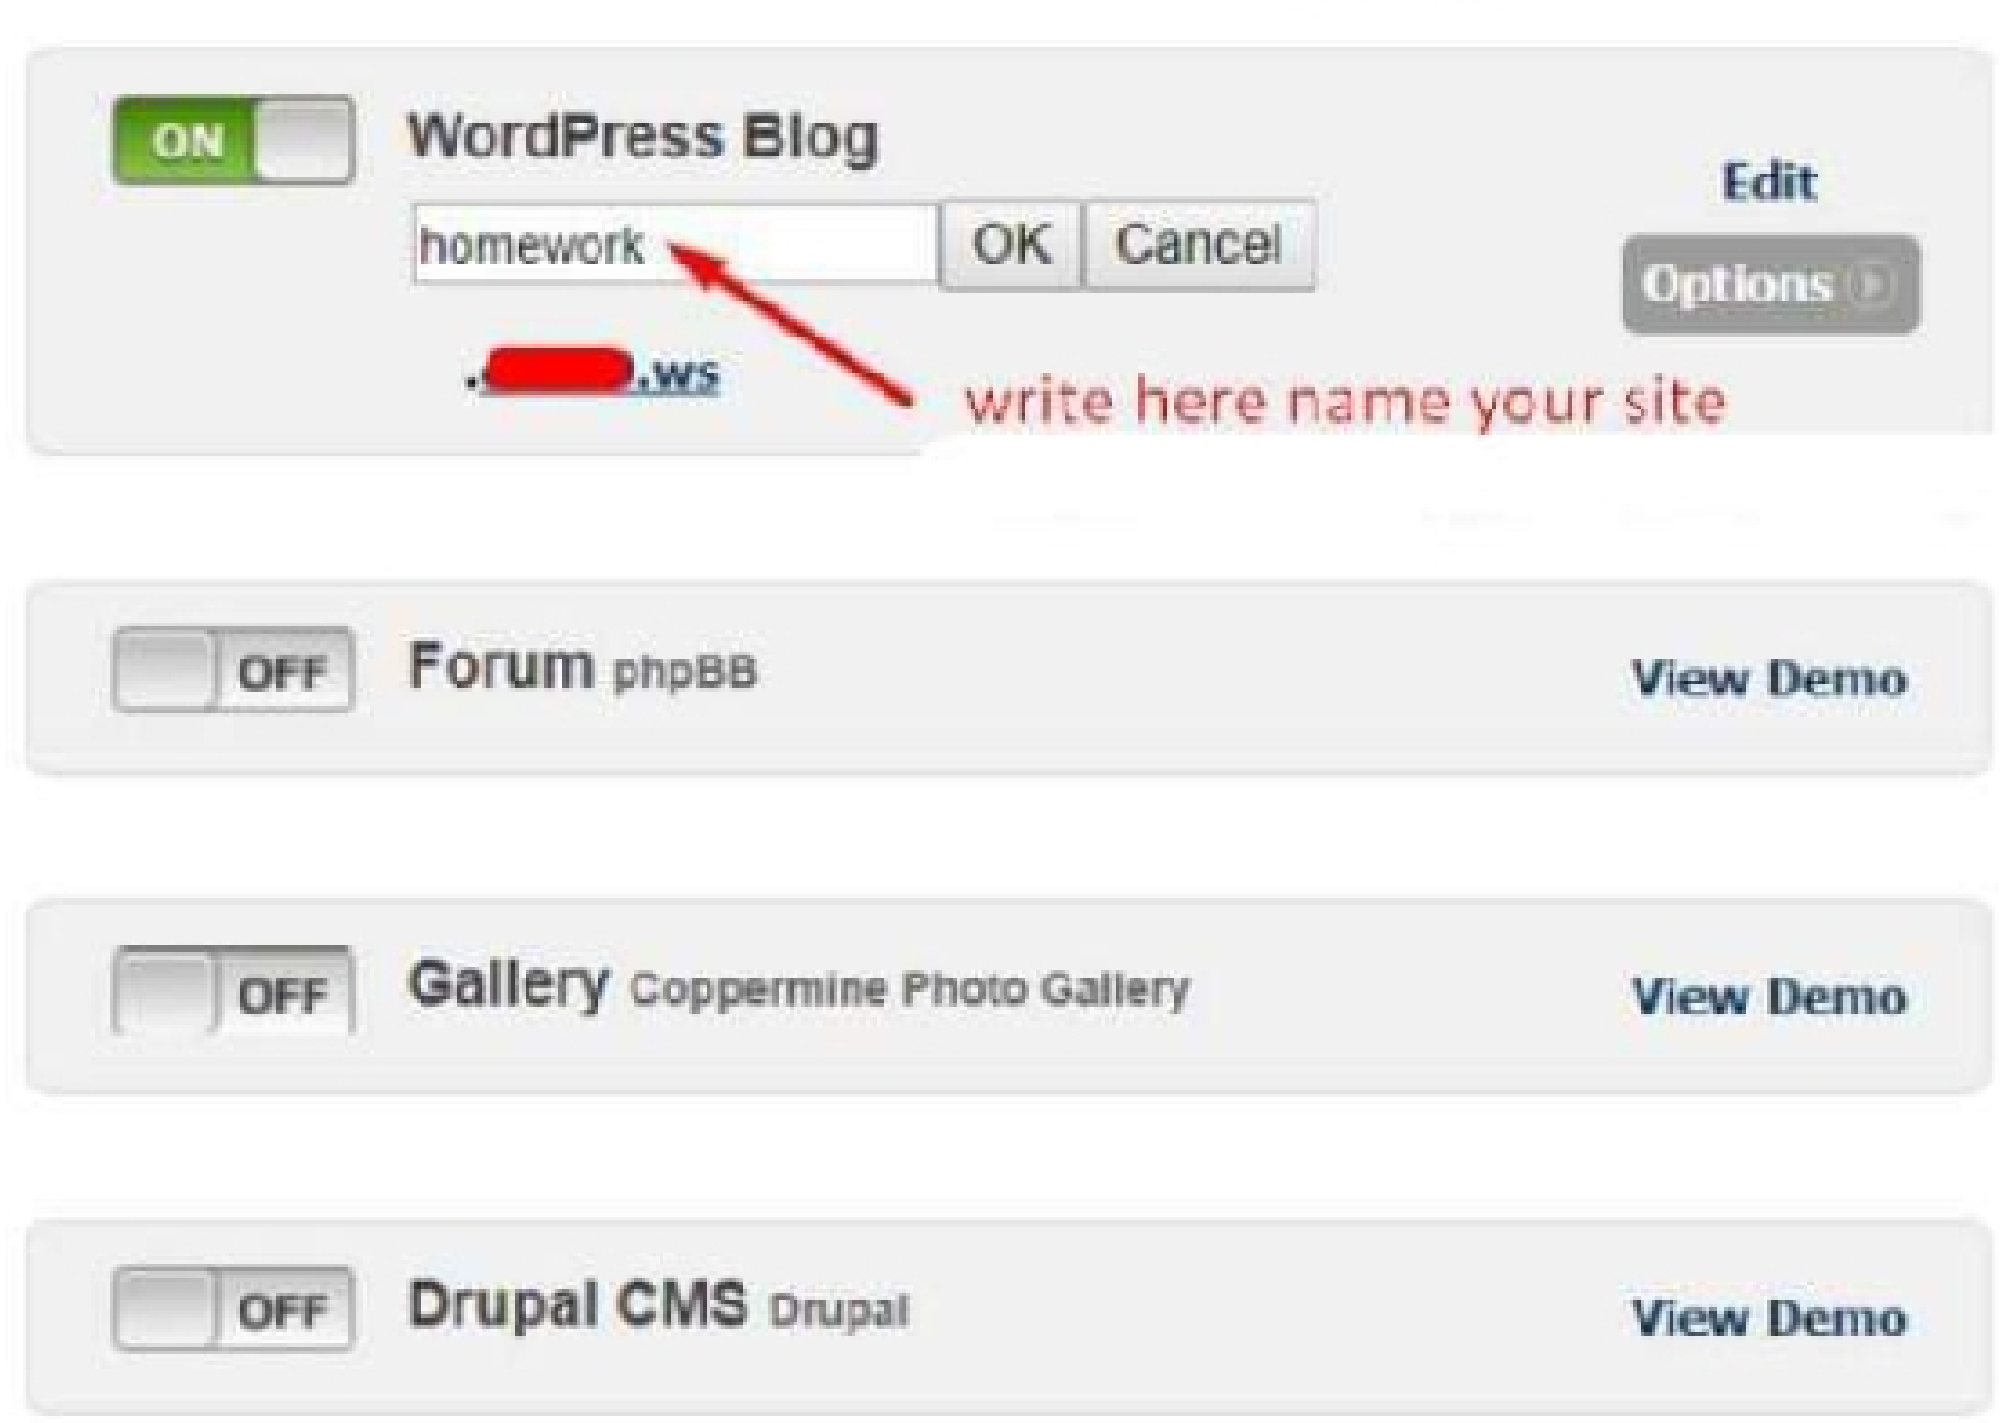 ON WordPress Blog
Edit
homework OK Cancel
Options
. .ws
write here name your site
OFF Forum phpBB View Demo
OFF Gallery Coppermine Photo Gallery View Demo
OFF Drupal CMS Drupal View Demo